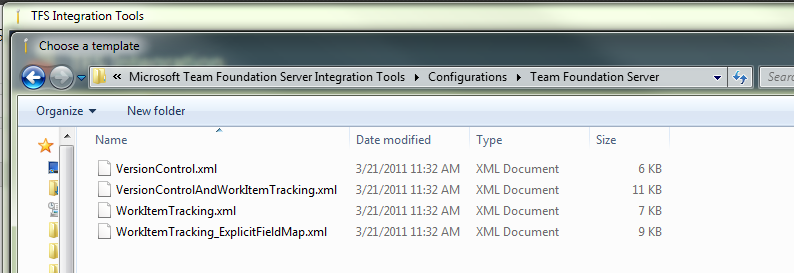 TFS Integration Tools
Choose a template
« Microsoft Team Foundation Server Integration Tools Configurations Team Foundation Server
Organize New folder
Name Date modified Type Size
VersionControl.xml 3/21/2011 11:32 AM XML Document 6 KB
VersionControlAndWorkItemTracking.xml 3/21/2011 11:32 AM XML Document 11 KB
WorkItemTracking.xml 3/21/2011 11:32 AM XML Document 7 KB
WorkItemTracking_ExplicitFieldMap.xml 3/21/2011 11:32 AM XML Document 9 KB